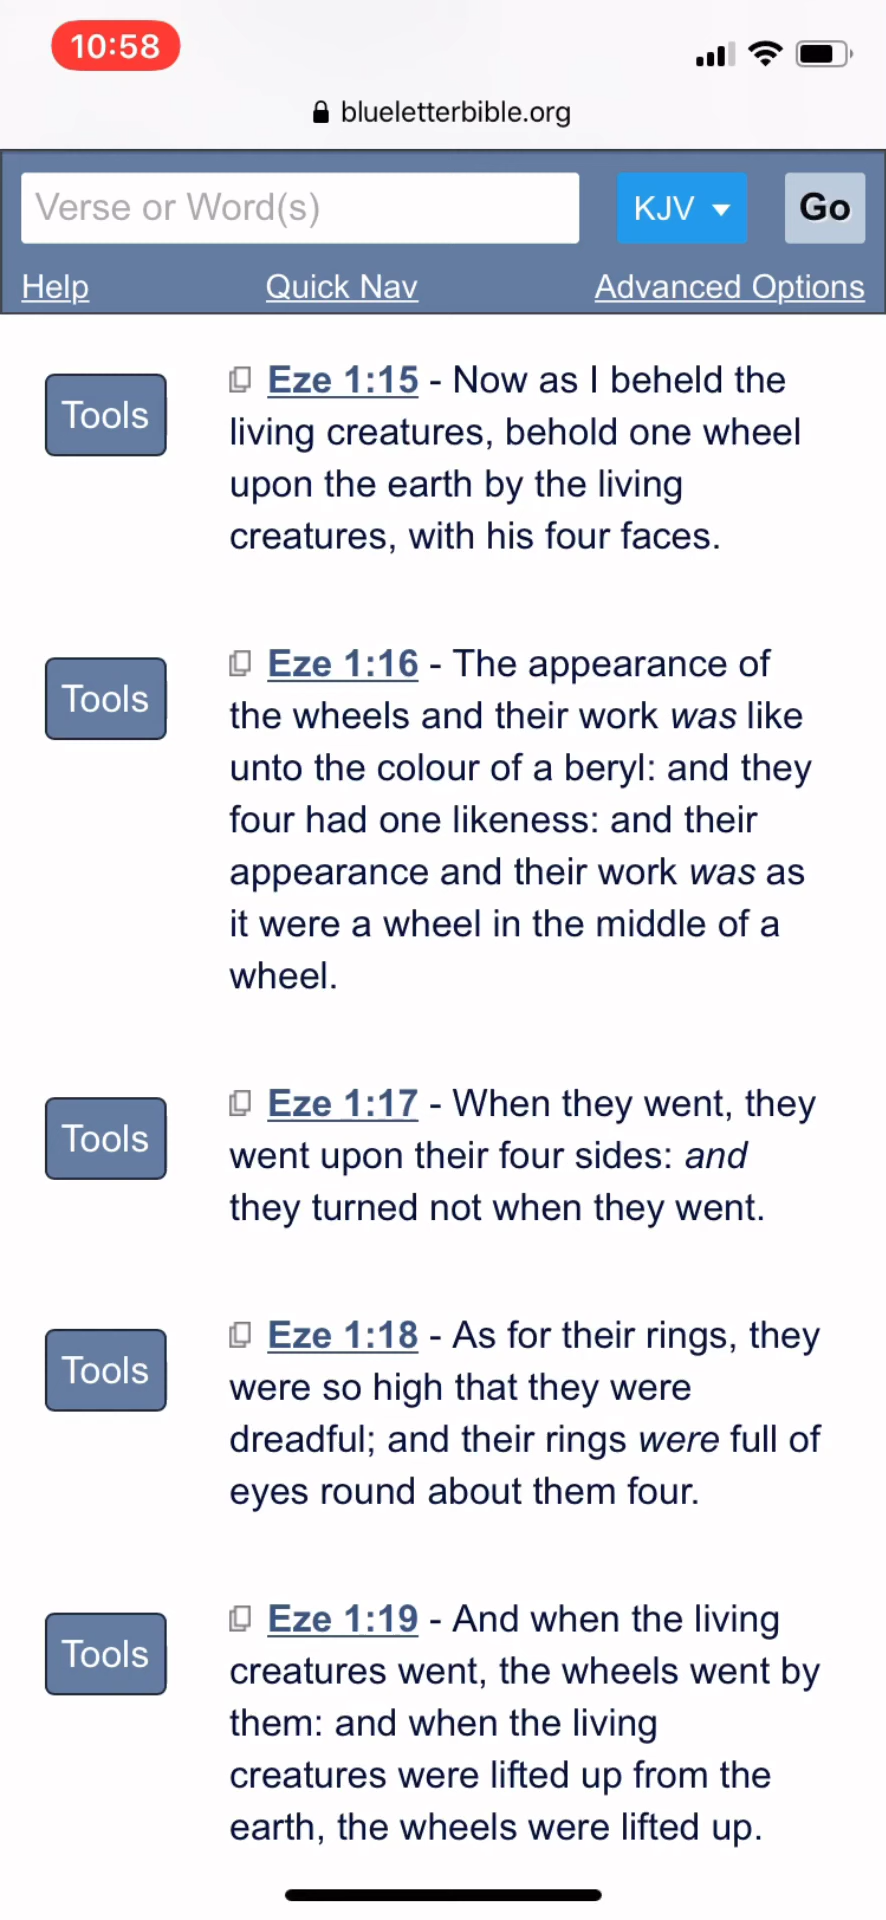 10:58
blueletterbible.org
Verse or Word(s)
KJV
Go
Help
Quick Nav
Advanced Options
Tools
Eze 1:15 - Now as I beheld the
living creatures, behold one wheel
upon the earth by the living
creatures, with his four faces.
Tools
Eze 1:16 - The appearance of
the wheels and their work was like
unto the colour of a beryl: and they
four had one likeness: and their
appearance and their work was as
it were a wheel in the middle of a
wheel.
Tools
Eze 1:17 - When they went, they
went upon their four sides: and
they turned not when they went.
Tools
Eze 1:18 - As for their rings, they
were so high that they were
dreadful; and their rings were full of
eyes round about them four.
Tools
Eze 1:19 - And when the living
creatures went, the wheels went by
them: and when the living
creatures were lifted up from the
earth, the wheels were lifted up.